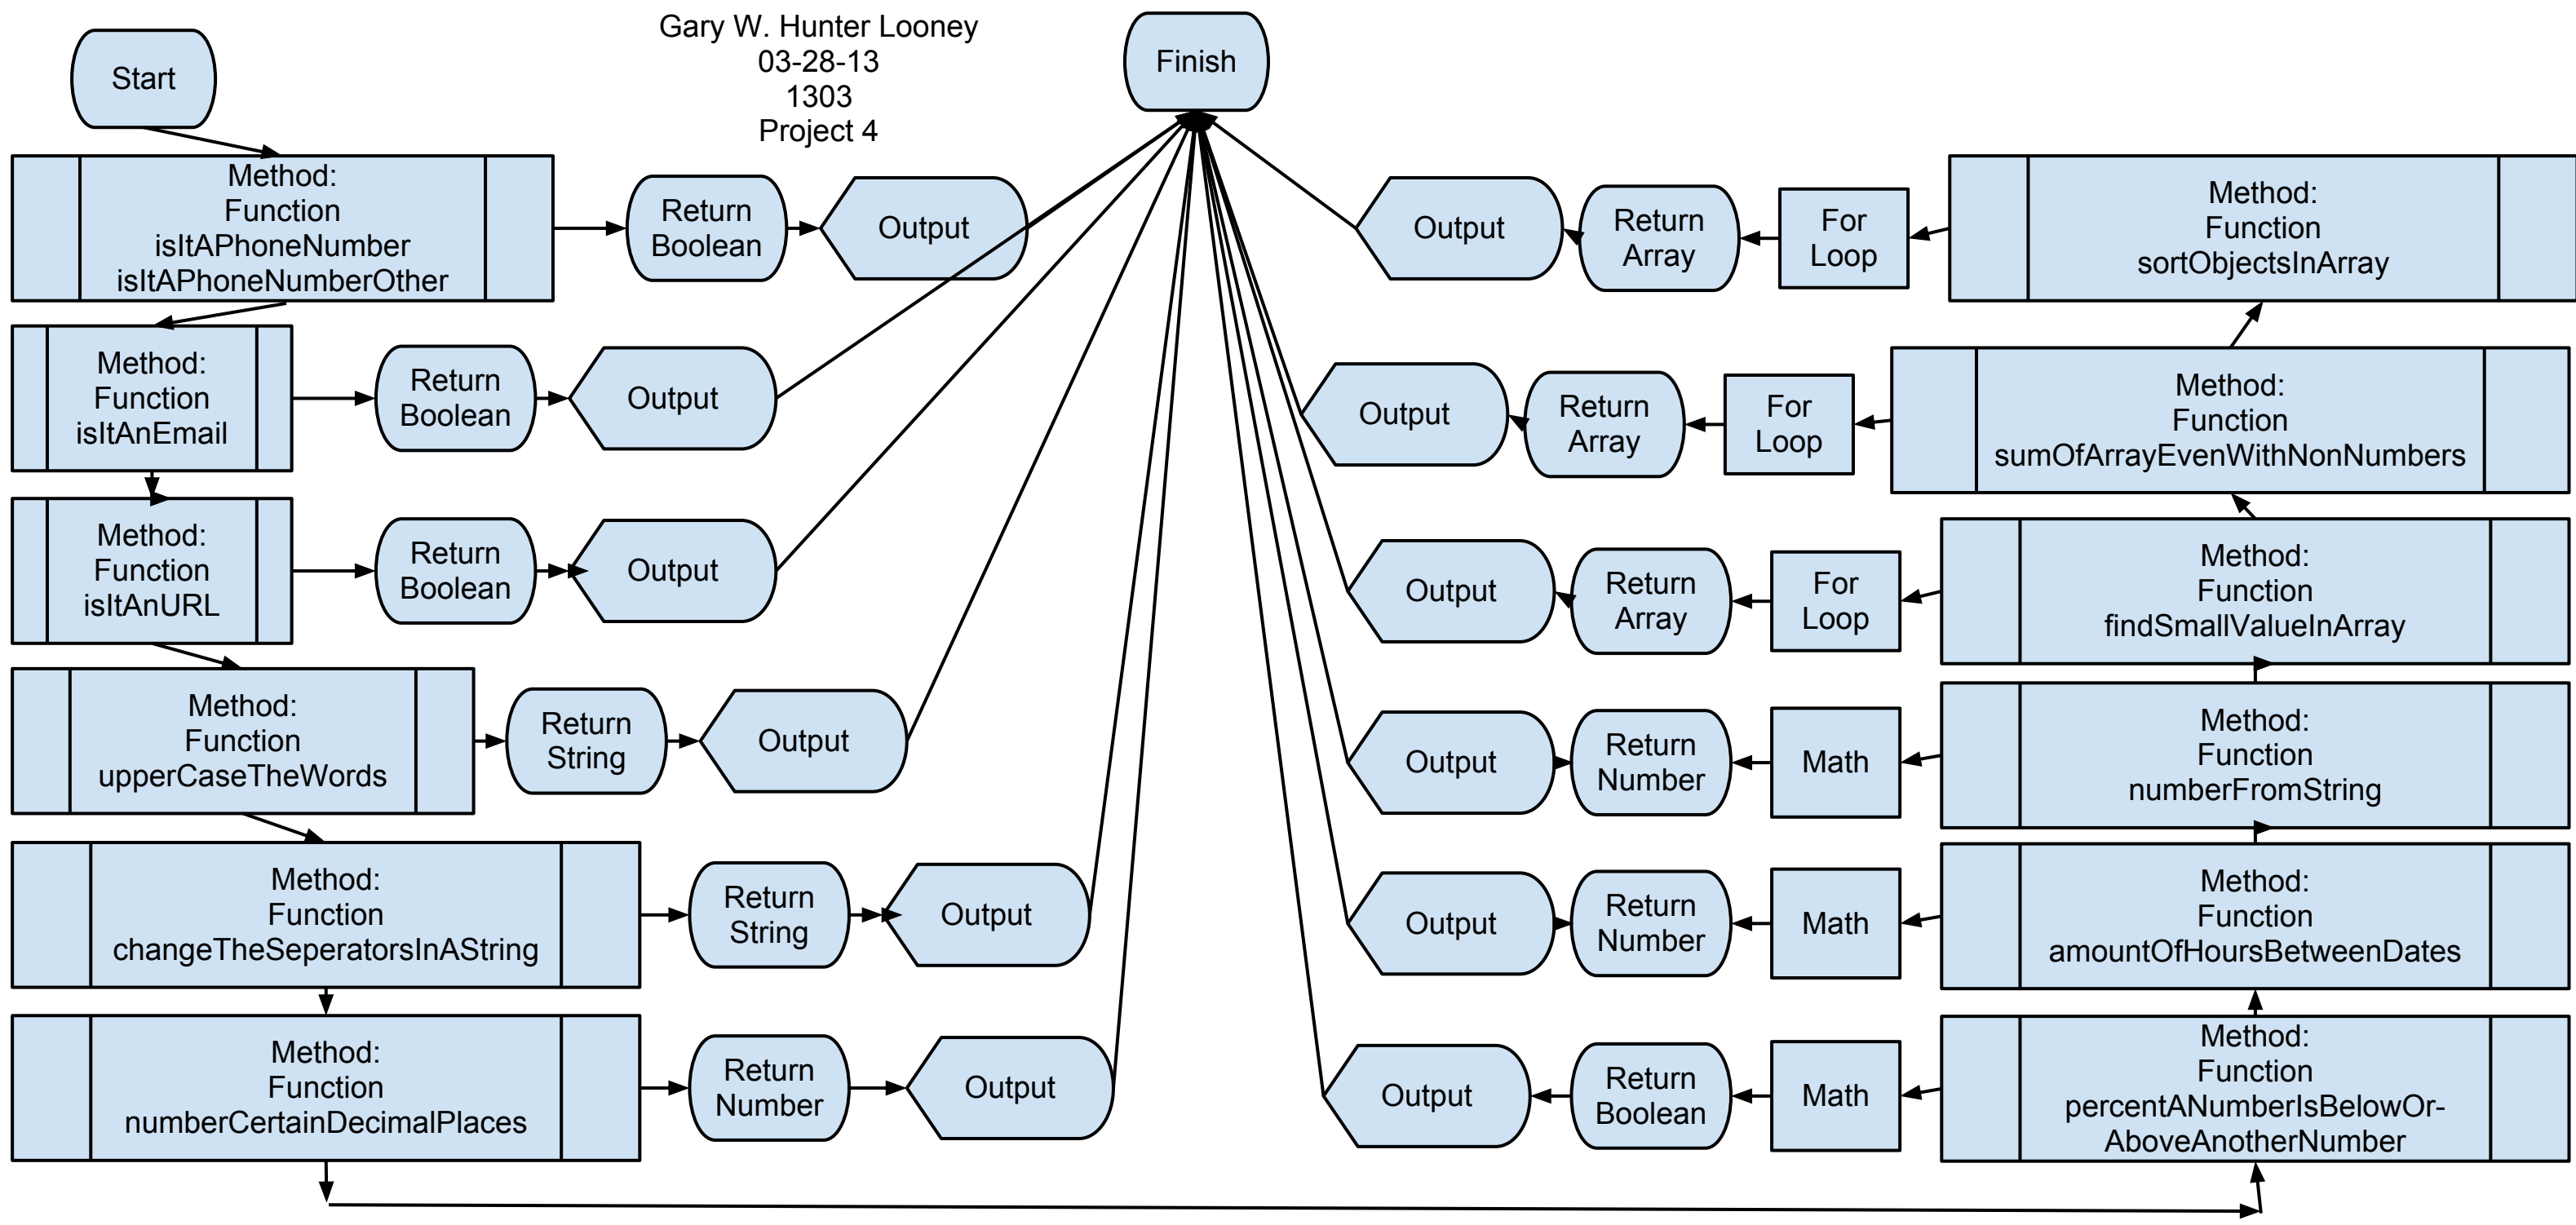 Gary W. Hunter Looney
03-28-13
1303
Project 4
Start
Finish
Method:
Function
isItAPhoneNumber
isItAPhoneNumberOther
Return
Boolean
Output
Method:
Function
isItAnEmail
Return
Boolean
Output
Method:
Function
isItAnURL
Return
Boolean
Output
Method:
Function
upperCaseTheWords
Return
String
Output
Method:
Function
changeTheSeperatorsInAString
Return
String
Output
Method:
Function
numberCertainDecimalPlaces
Return
Number
Output
Output
Return
Array
For
Loop
Method:
Function
sortObjectsInArray
Output
Return
Array
For
Loop
Method:
Function
sumOfArrayEvenWithNonNumbers
Output
Return
Array
For
Loop
Method:
Function
findSmallValueInArray
Output
Return
Number
Math
Method:
Function
numberFromString
Output
Return
Number
Math
Method:
Function
amountOfHoursBetweenDates
Output
Return
Boolean
Math
Method:
Function
percentANumberIsBelowOr-
AboveAnotherNumber